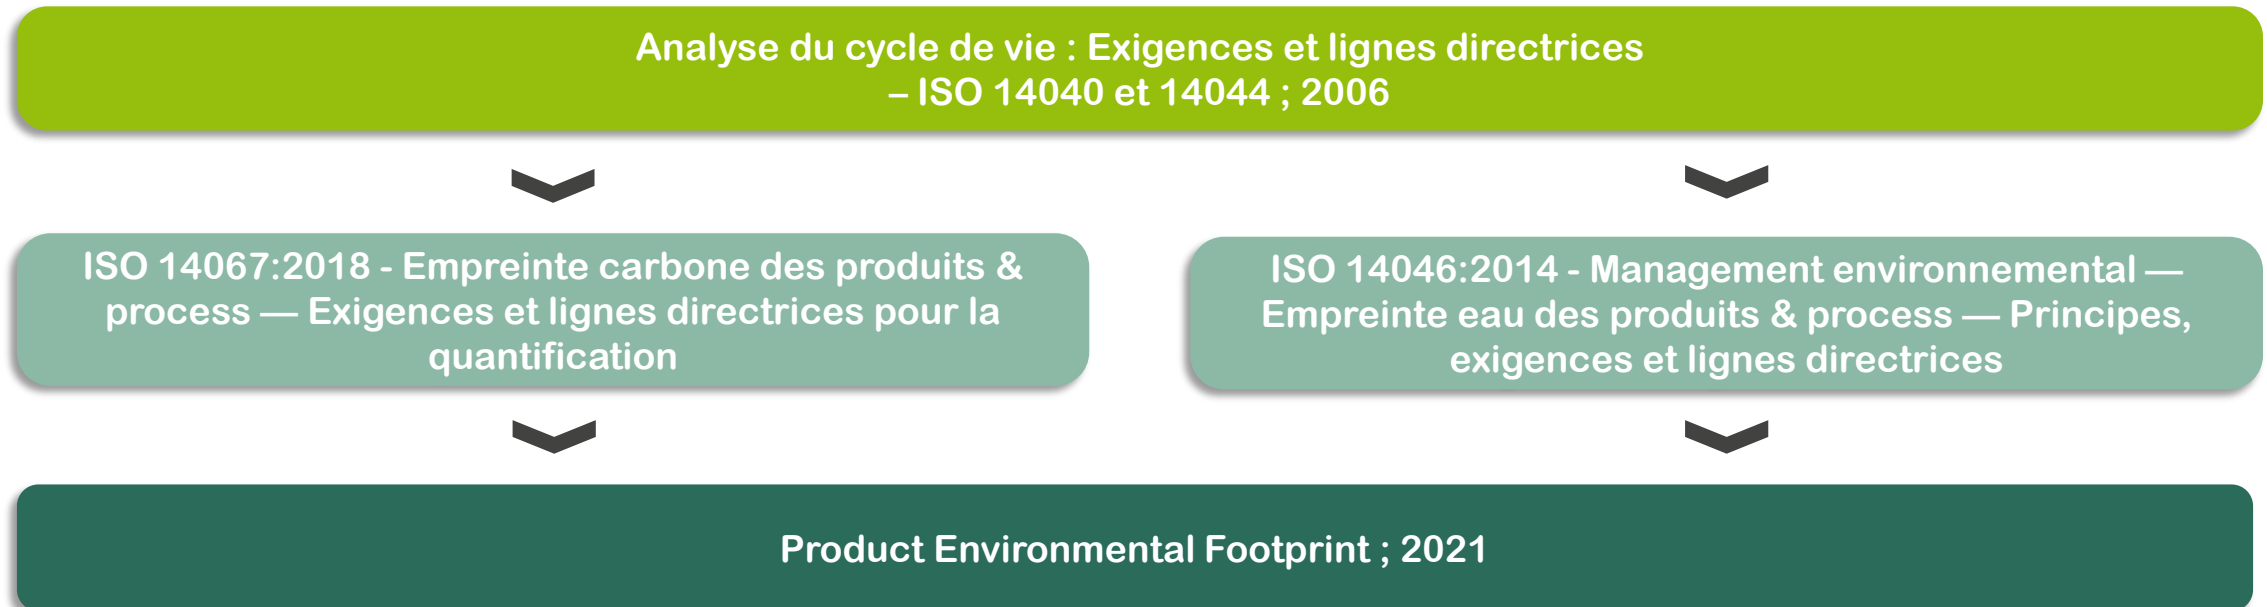 Analyse du cycle de vie : Exigences et lignes directrices
– ISO 14040 et 14044 ; 2006
ISO 14067:2018 - Empreinte carbone des produits &
process — Exigences et lignes directrices pour la
quantification
ISO 14046:2014 - Management environnemental —
Empreinte eau des produits & process — Principes,
exigences et lignes directrices
Product Environmental Footprint ; 2021